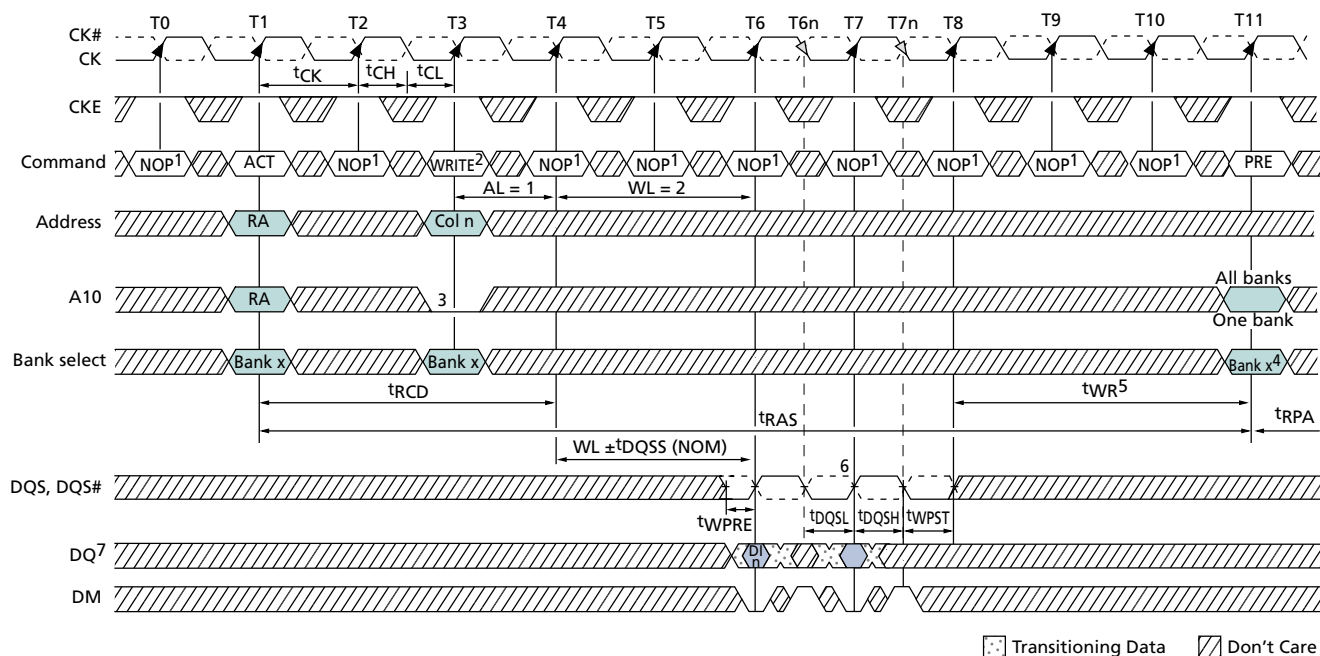 T0 T1 T2 T3 T4 T5 T6 T6n T7 T7n T8 T9 T10 T11
CK#
CK
tCK tCH tCL
CKE
Command NOP1 ACT NOP1 WRITE2 NOP1 NOP1 NOP1 NOP1 NOP1 NOP1 NOP1 PRE
AL = 1 WL = 2
Address RA Col n
All banks
A10 RA 3
One bank
Bank select Bank x Bank x Bank x4
tRCD tWR5
tRAS tRPA
WL ±tDQSS (NOM)
6
DQS, DQS#
tWPRE tDQSL tDQSH tWPST
DQ7 DI
n
DM
Transitioning Data Don't Care